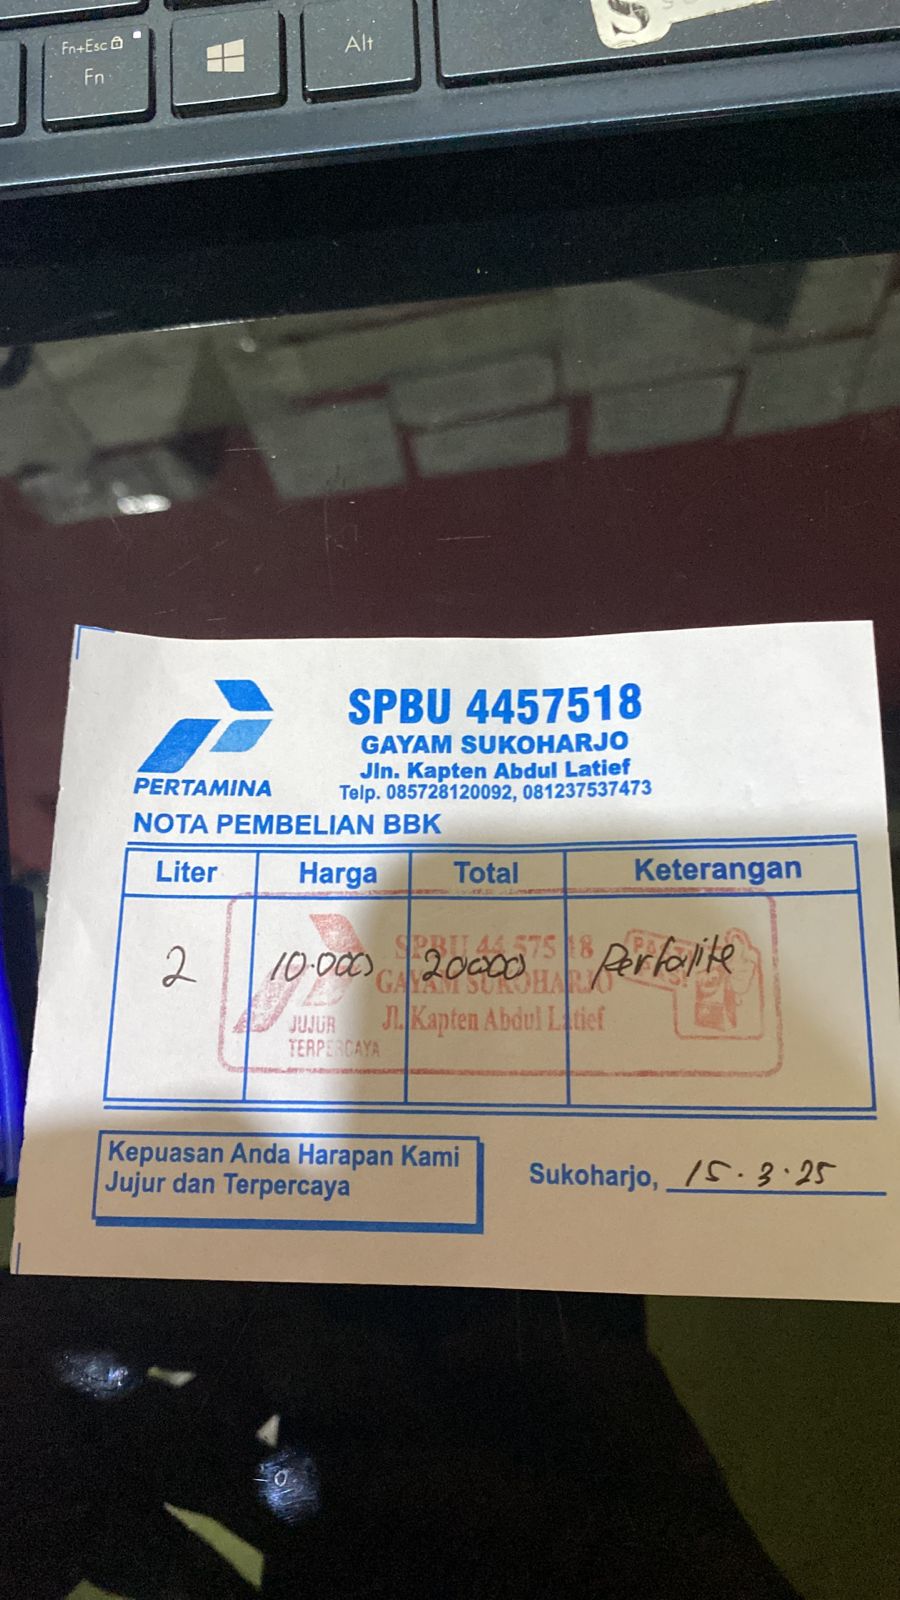 Fn+Esc
Fn
Alt
S
PERTAMINA
SPBU 4457518
GAYAM SUKOHARJO
Jln. Kapten Abdul Latief
Telp. 085728120092, 081237537473
NOTA PEMBELIAN BBK
Liter Harga Total Keterangan
2 10.000 20000 Pertalite
SPBU 44 575 18
GAYAM SUKOHARJO
Jl. Kapten Abdul Latief
JUJUR
TERPERCAYA
Kepuasan Anda Harapan Kami
Jujur dan Terpercaya
Sukoharjo, 15.3.25